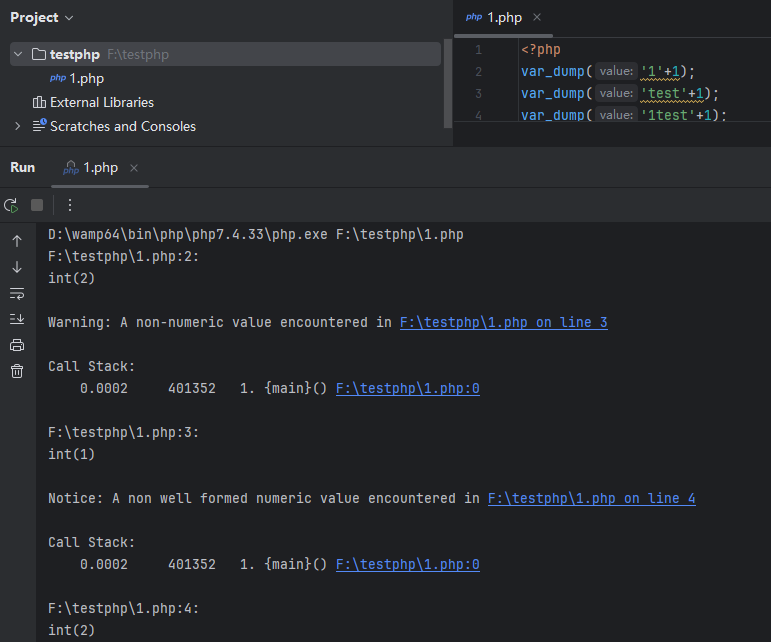 Project
php 1.php
testphp F:\testphp
php 1.php
External Libraries
Scratches and Consoles
1 <?php
2 var_dump( value: '1'+1);
3 var_dump( value: 'test'+1);
4 var_dump( value: '1test'+1);
Run
php 1.php
D:\wamp64\bin\php\php7.4.33\php.exe F:\testphp\1.php
F:\testphp\1.php:2:
int(2)
Warning: A non-numeric value encountered in F:\testphp\1.php on line 3
Call Stack:
0.0002 401352 1. {main}() F:\testphp\1.php:0
F:\testphp\1.php:3:
int(1)
Notice: A non well formed numeric value encountered in F:\testphp\1.php on line 4
Call Stack:
0.0002 401352 1. {main}() F:\testphp\1.php:0
F:\testphp\1.php:4:
int(2)